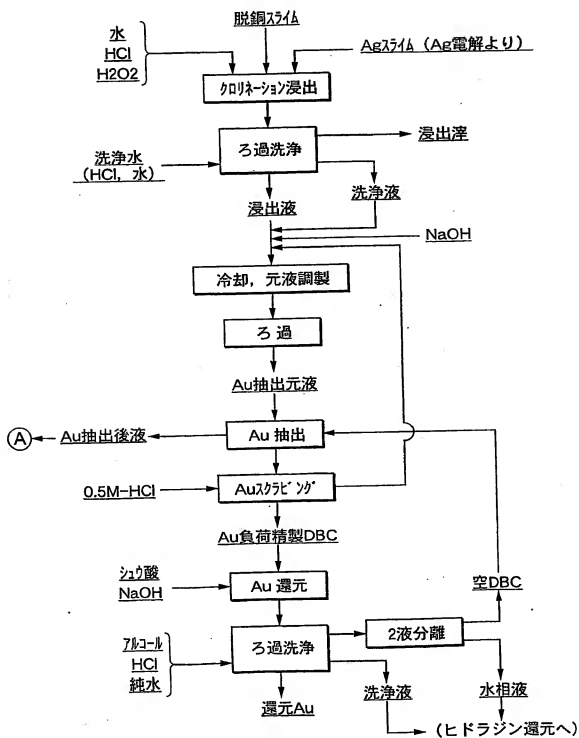 脱銅スライム
水
HCl
H2O2
Agスライム（Ag電解より）
クロリネーション浸出
ろ過洗浄
浸出滓
洗浄水
(HCl, 水)
浸出液
洗浄液
NaOH
冷却，元液調製
ろ 過
Au抽出元液
Au 抽出
Au抽出後液
A
0.5M-HCl
Auスクラビング
Au負荷精製DBC
シュウ酸
NaOH
Au 還元
空DBC
アルコール
HCl
純水
ろ過洗浄
2液分離
還元Au
洗浄液
水相液
(ヒドラジン還元へ)